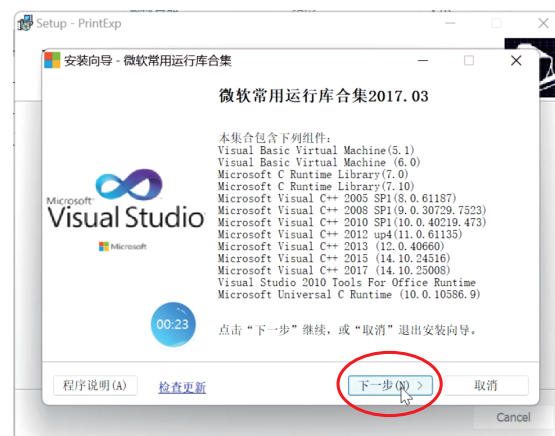 Setup - PrintExp
安装向导 - 微软常用运行库合集
微软常用运行库合集2017.03
本集合包含下列组件:
Visual Basic Virtual Machine(5.1)
Visual Basic Virtual Machine (6.0)
Microsoft C Runtime Library(7.0)
Microsoft C Runtime Library(7.10)
Microsoft Visual C++ 2005 SP1(8.0.61187)
Microsoft Visual C++ 2008 SP1(9.0.30729.7523)
Microsoft Visual C++ 2010 SP1(10.0.40219.473)
Microsoft Visual C++ 2012 up4(11.0.61135)
Microsoft Visual C++ 2013 (12.0.40660)
Microsoft Visual C++ 2015 (14.10.24516)
Microsoft Visual C++ 2017 (14.10.25008)
Visual Studio 2010 Tools For Office Runtime
Microsoft Universal C Runtime (10.0.10586.9)
Microsoft
Visual Studio
Microsoft
00:23
点击“下一步”继续，或“取消”退出安装向导。
程序说明(A) 检查更新 下一步(N) > 取消
Cancel